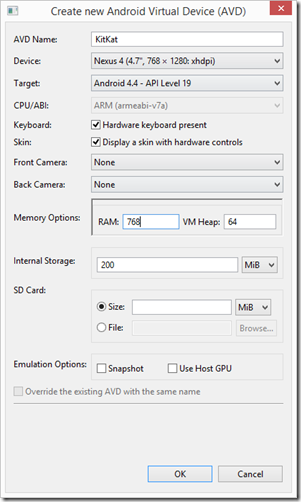 Create new Android Virtual Device (AVD)
AVD Name: KitKat
Device: Nexus 4 (4.7", 768 × 1280: xhdpi)
Target: Android 4.4 - API Level 19
CPU/ABI: ARM (armeabi-v7a)
Keyboard: Hardware keyboard present
Skin: Display a skin with hardware controls
Front Camera: None
Back Camera: None
Memory Options: RAM: 768 VM Heap: 64
Internal Storage: 200 MiB
SD Card:
Size: MiB
File: Browse...
Emulation Options: Snapshot Use Host GPU
Override the existing AVD with the same name
OK Cancel